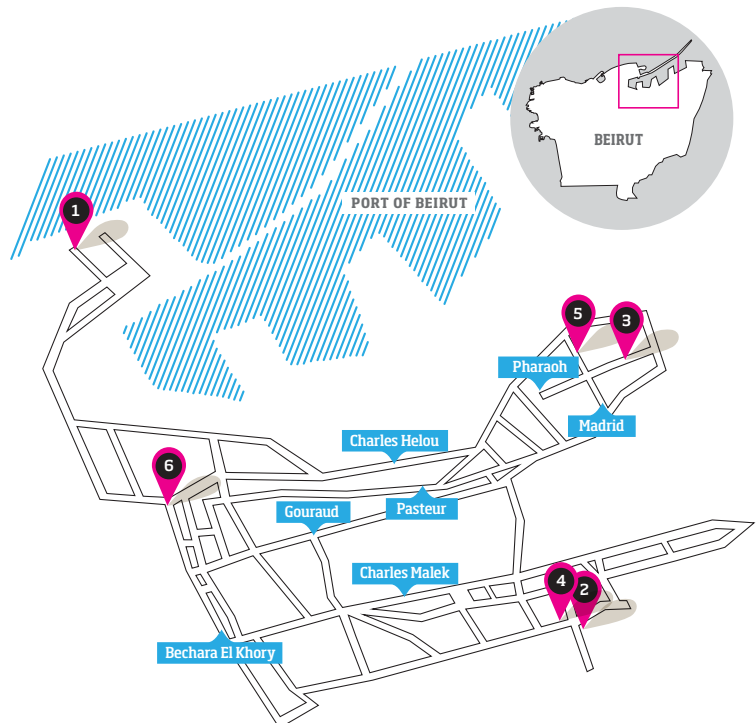 BEIRUT
1
PORT OF BEIRUT
5
3
Pharaoh
Madrid
Charles Helou
6
Gouraud
Pasteur
Charles Malek
4
2
Bechara El Khory